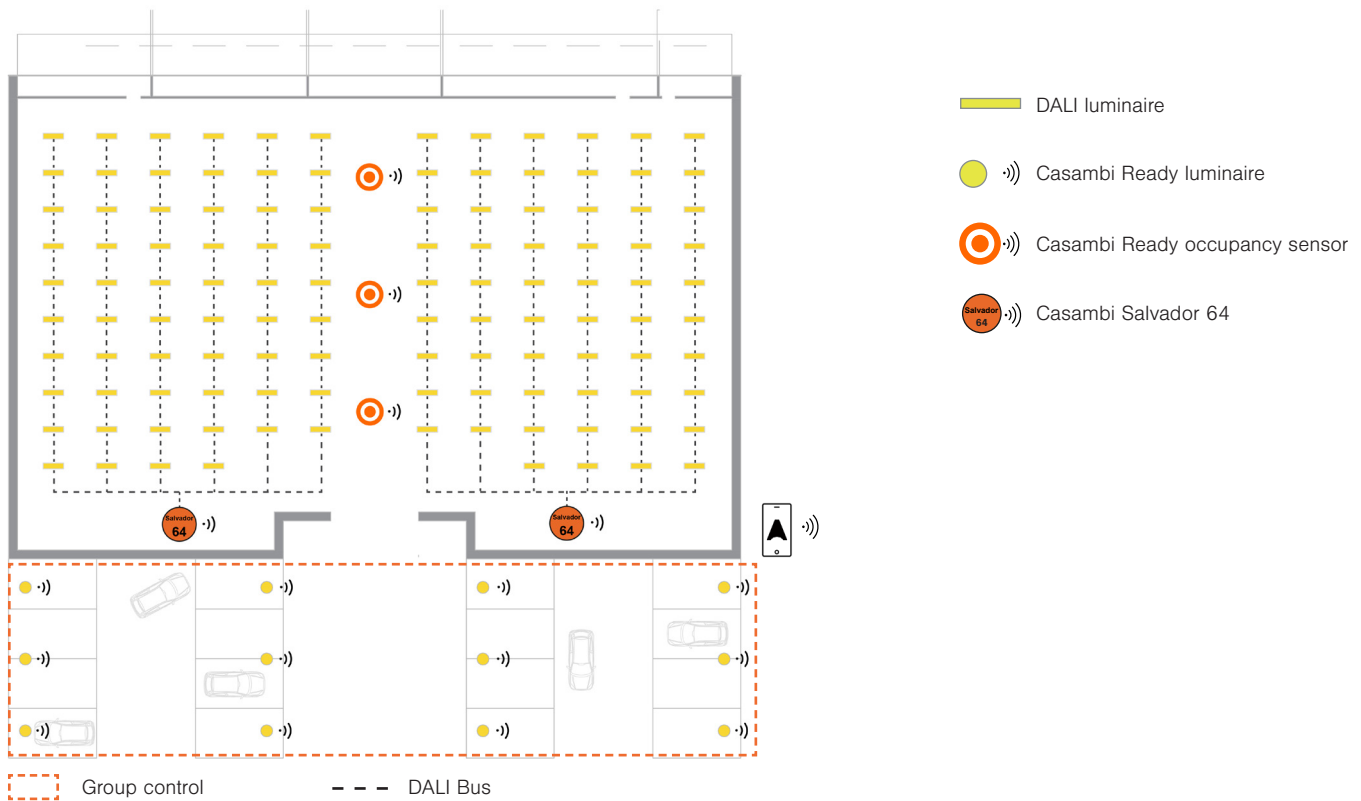 DALI luminaire
Casambi Ready luminaire
Casambi Ready occupancy sensor
Salvador
64
Casambi Salvador 64
Salvador
64
Salvador
64
Group control
DALI Bus